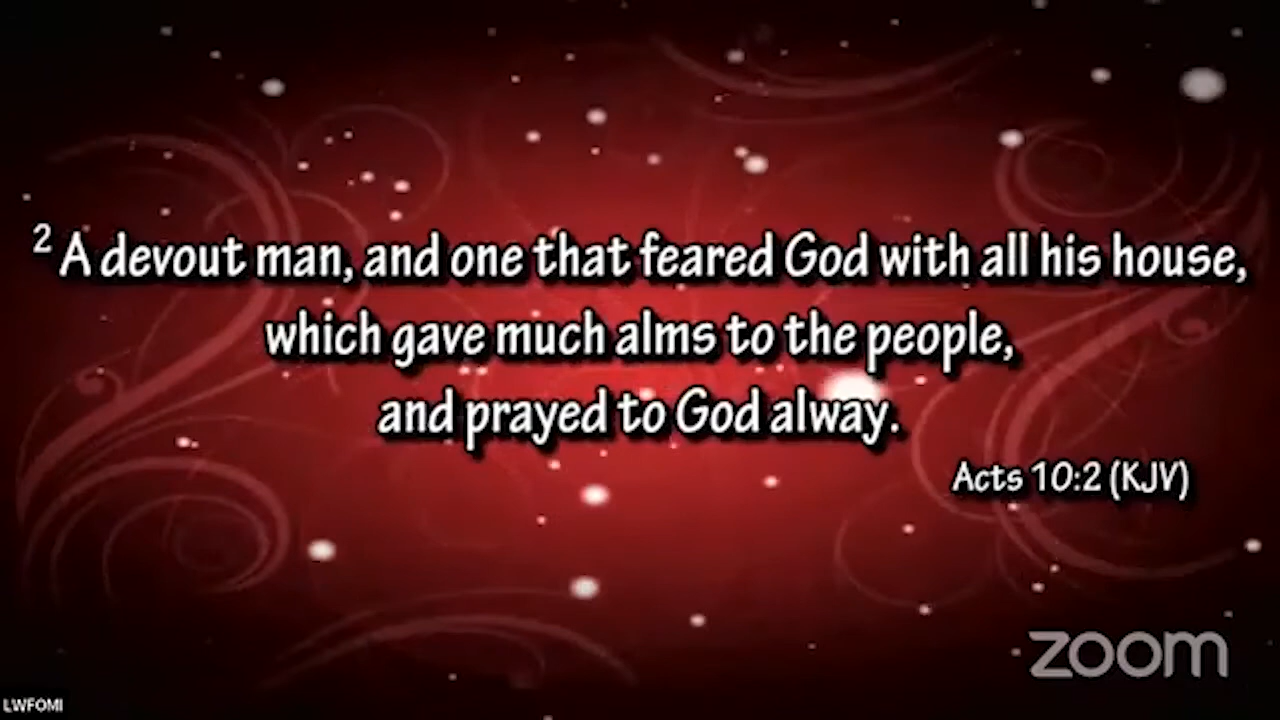 2 A devout man, and one that feared God with all his house,
which gave much alms to the people,
and prayed to God alway.
Acts 10:2 (KJV)
zoom
LWFOMI